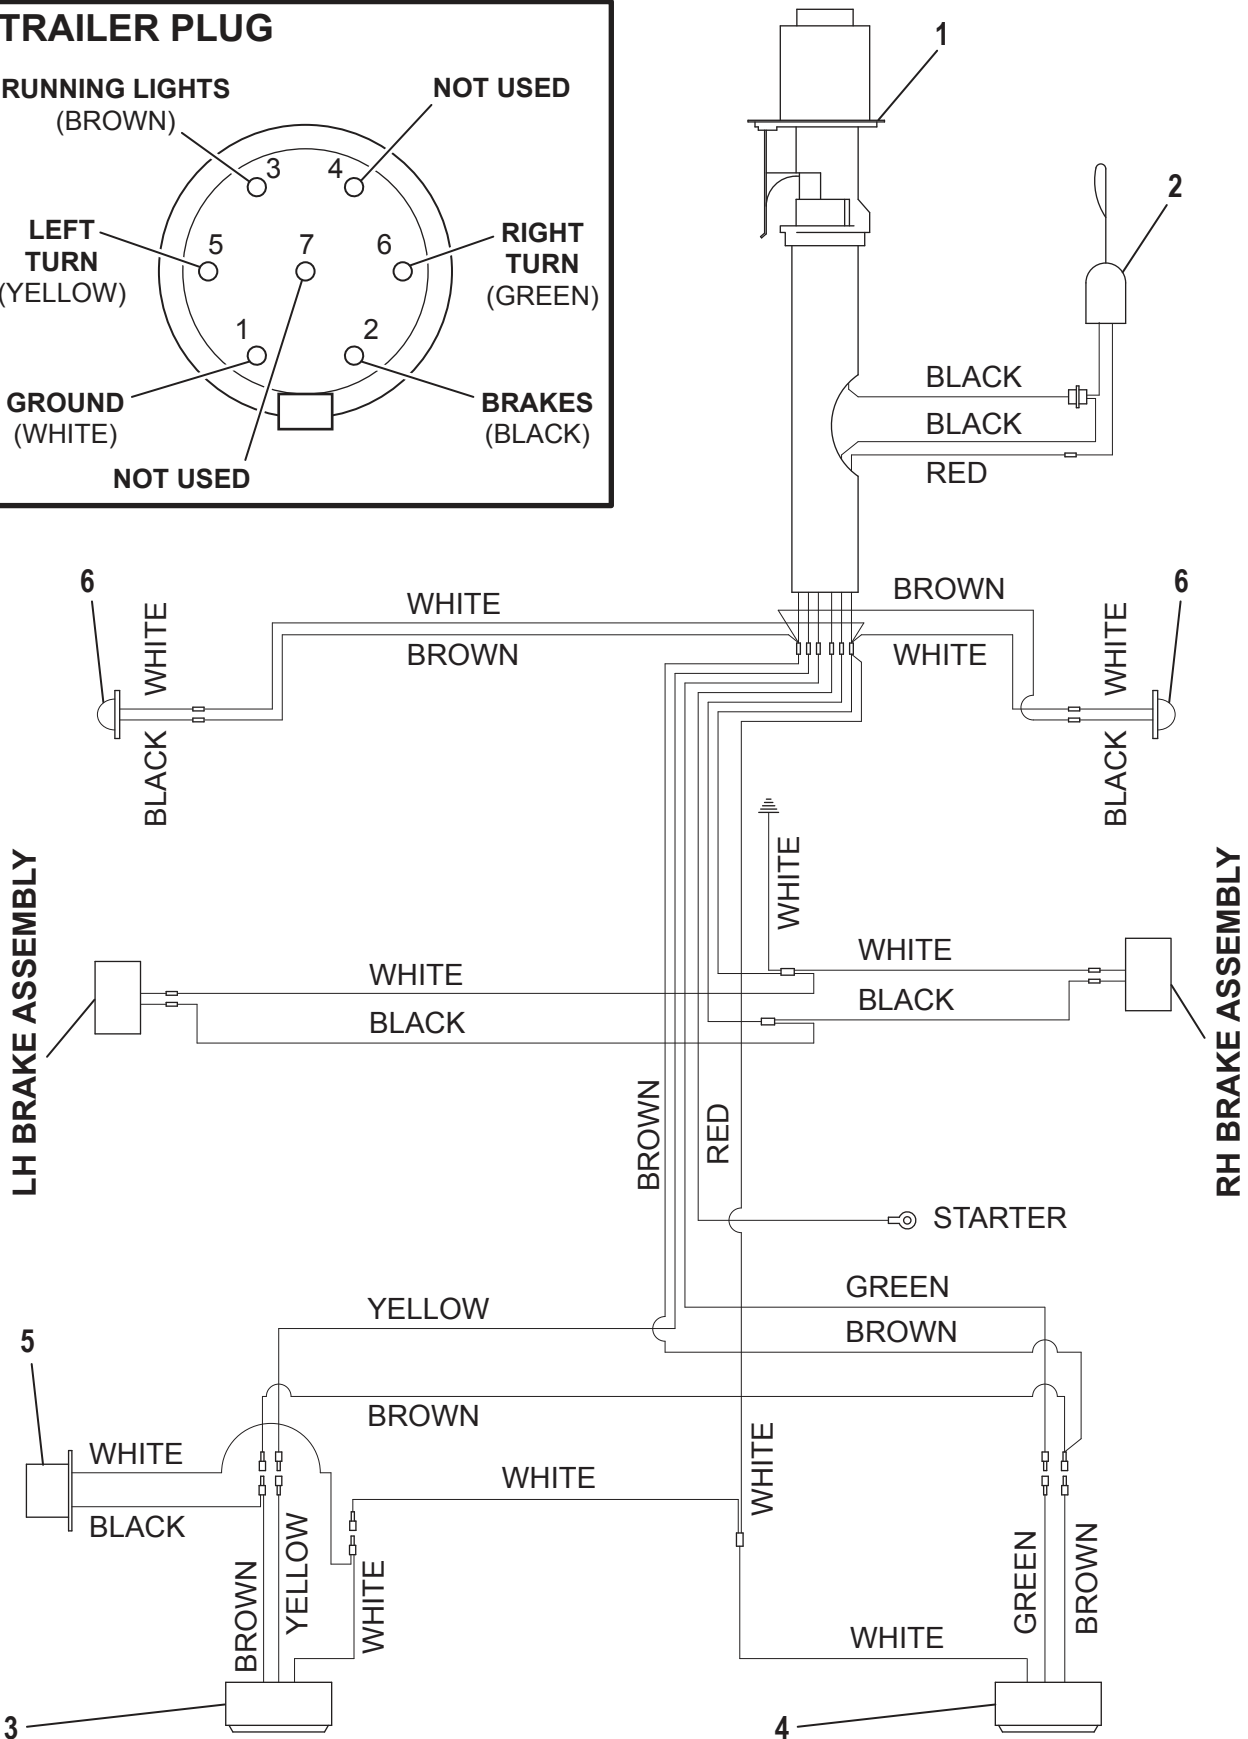 TRAILER PLUG
RUNNING LIGHTS
(BROWN)
NOT USED
3
4
LEFT
TURN
(YELLOW)
5
7
6
RIGHT
TURN
(GREEN)
1
2
GROUND
(WHITE)
BRAKES
(BLACK)
NOT USED
1
2
BLACK
BLACK
RED
6
WHITE
BLACK
WHITE
BROWN
BROWN
WHITE
WHITE
BLACK
6
LH BRAKE ASSEMBLY
WHITE
BLACK
WHITE
WHITE
BLACK
RH BRAKE ASSEMBLY
BROWN
RED
STARTER
YELLOW
GREEN
BROWN
5
BROWN
WHITE
BLACK
WHITE
WHITE
BROWN
YELLOW
WHITE
GREEN
BROWN
WHITE
3
4